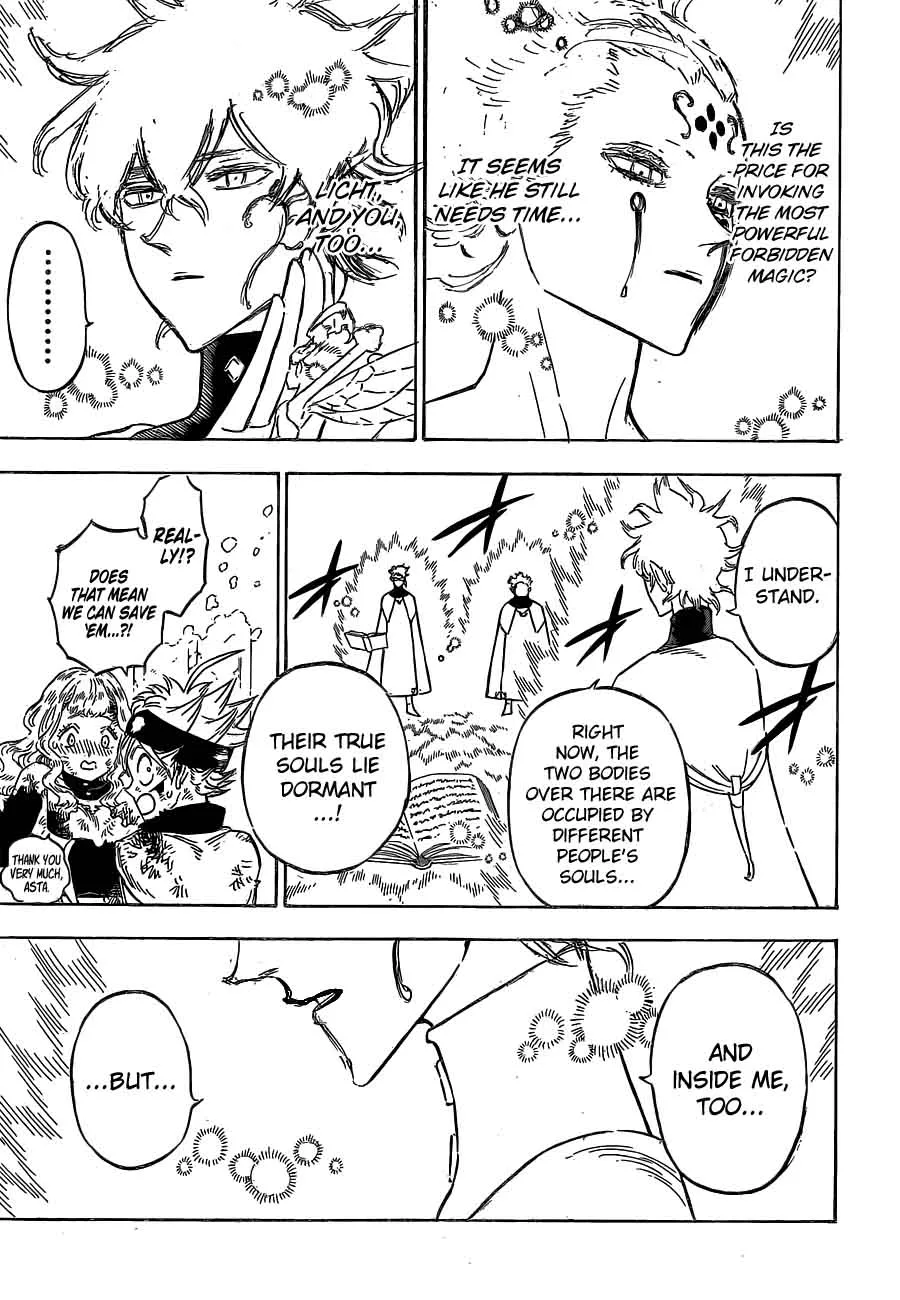 IS
THIS THE
PRICE FOR
INVOKING
THE MOST
POWERFUL
FORBIDDEN
MAGIC?
IT SEEMS
LIKE HE STILL
NEEDS TIME...
LICHT.
AND YOU,
TOO...
.........
I UNDER-
STAND.
RIGHT
NOW, THE
TWO BODIES
OVER THERE ARE
OCCUPIED BY
DIFFERENT
PEOPLE'S
SOULS...
THEIR TRUE
SOULS LIE
DORMANT
...!
REAL-
LY!?
DOES
THAT MEAN
WE CAN SAVE
'EM...?!
THANK YOU
VERY MUCH,
ASTA.
AND
INSIDE ME,
TOO...
...BUT...